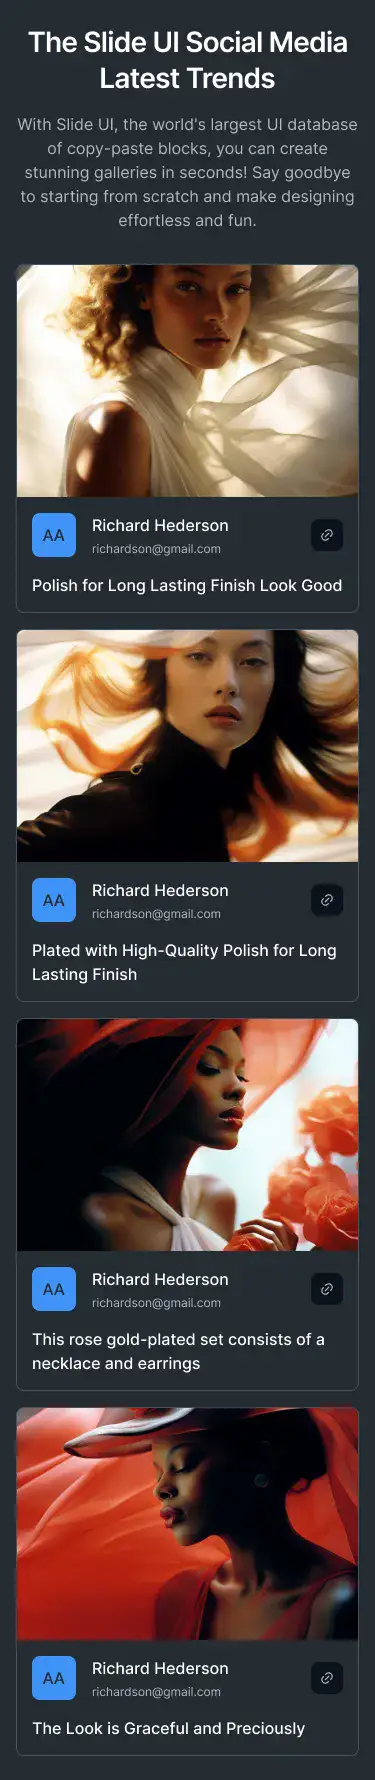 The Slide UI Social Media
Latest Trends
With Slide UI, the world's largest UI database
of copy-paste blocks, you can create
stunning galleries in seconds! Say goodbye
to starting from scratch and make designing
effortless and fun.
AA
Richard Hederson
richardson@gmail.com
Polish for Long Lasting Finish Look Good
AA
Richard Hederson
richardson@gmail.com
Plated with High-Quality Polish for Long
Lasting Finish
AA
Richard Hederson
richardson@gmail.com
This rose gold-plated set consists of a
necklace and earrings
AA
Richard Hederson
richardson@gmail.com
The Look is Graceful and Preciously